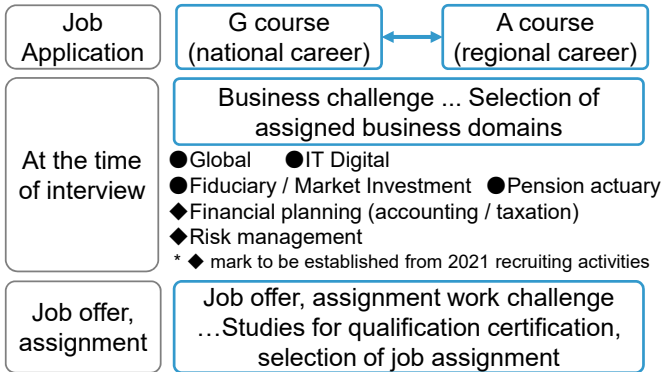 Job
Application
G course
(national career)
A course
(regional career)
At the time
of interview
Business challenge ... Selection of
assigned business domains
●Global ●IT Digital
●Fiduciary / Market Investment ●Pension actuary
◆Financial planning (accounting / taxation)
◆Risk management
* ◆ mark to be established from 2021 recruiting activities
Job offer,
assignment
Job offer, assignment work challenge
…Studies for qualification certification,
selection of job assignment